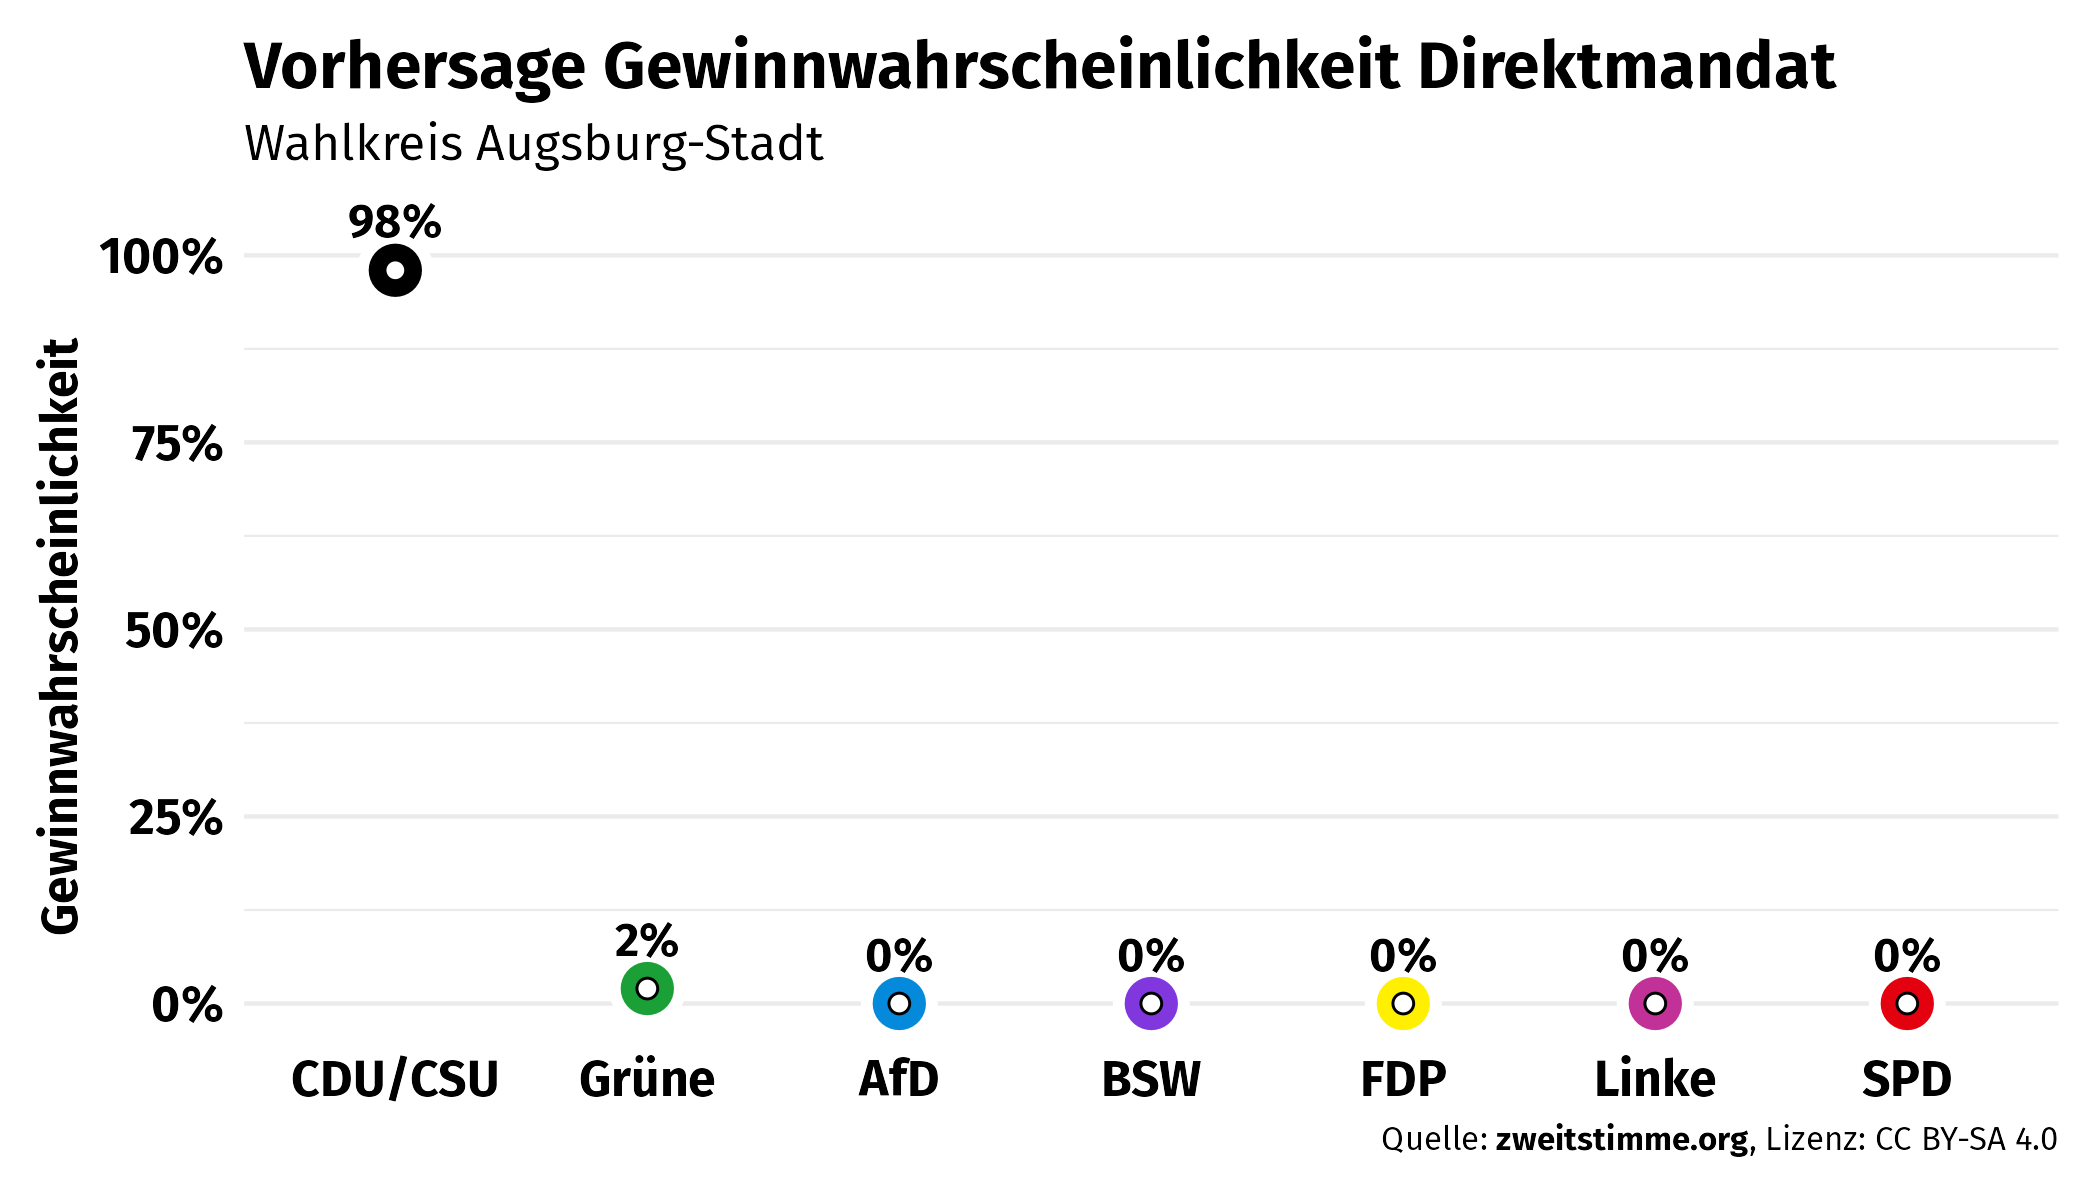 Vorhersage Gewinnwahrscheinlichkeit Direktmandat
Wahlkreis Augsburg-Stadt
Gewinnwahrscheinlichkeit
100%
75%
50%
25%
0%
98%
2%
0%
0%
0%
0%
0%
CDU/CSU
Grüne
AfD
BSW
FDP
Linke
SPD
Quelle: zweitstimme.org, Lizenz: CC BY-SA 4.0